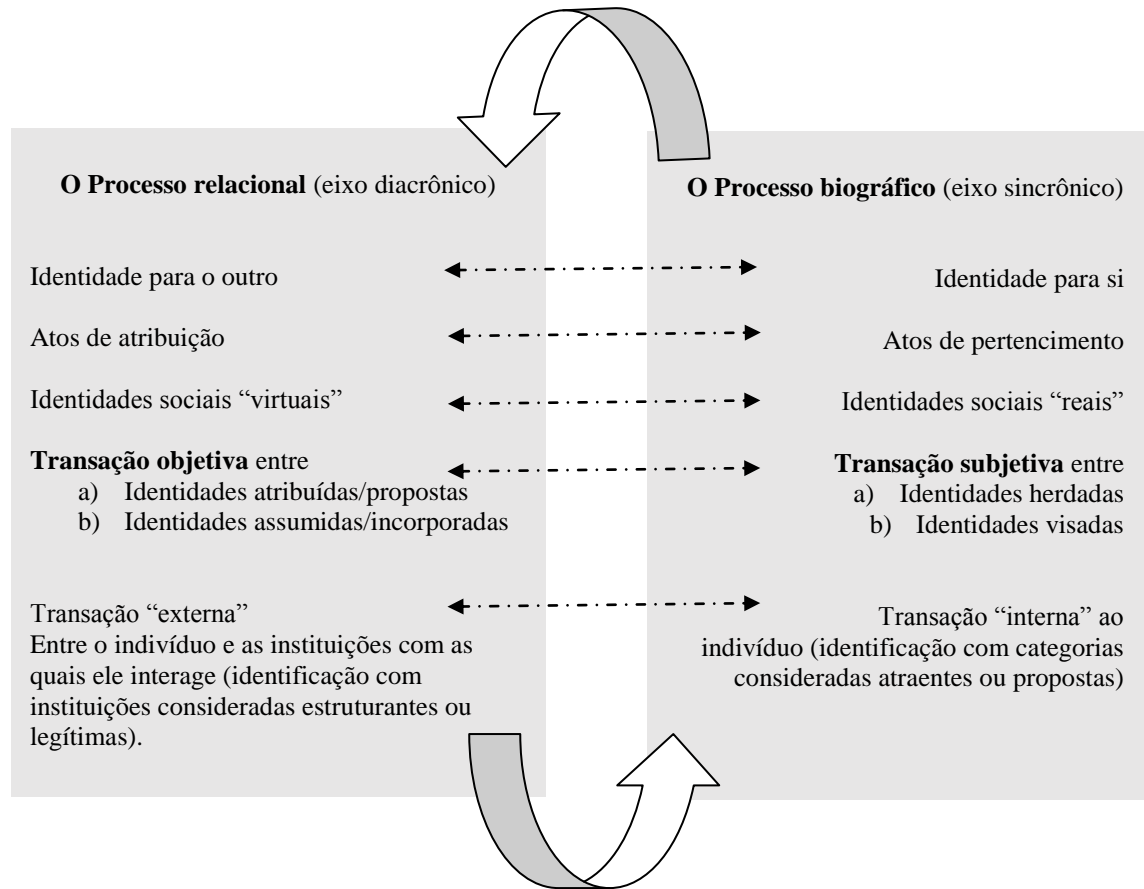 O Processo relacional (eixo diacrônico)
Identidade para o outro
Atos de atribuição
Identidades sociais “virtuais”
Transação objetiva entre
a) Identidades atribuídas/propostas
b) Identidades assumidas/incorporadas
Transação “externa”
Entre o indivíduo e as instituições com as
quais ele interage (identificação com
instituições consideradas estruturantes ou
legítimas).
O Processo biográfico (eixo sincrônico)
Identidade para si
Atos de pertencimento
Identidades sociais “reais”
Transação subjetiva entre
a) Identidades herdadas
b) Identidades visadas
Transação “interna” ao
indivíduo (identificação com categorias
consideradas atraentes ou propostas)